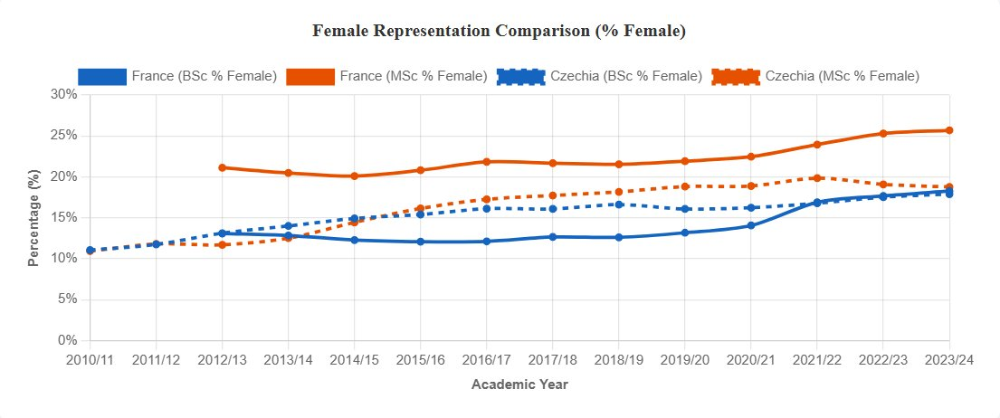 Female Representation Comparison (% Female)
France (BSc % Female) France (MSc % Female) Czechia (BSc % Female) Czechia (MSc % Female)
30%
25%
20%
15%
10%
5%
0%
Percentage (%)
2010/11 2011/12 2012/13 2013/14 2014/15 2015/16 2016/17 2017/18 2018/19 2019/20 2020/21 2021/22 2022/23 2023/24
Academic Year